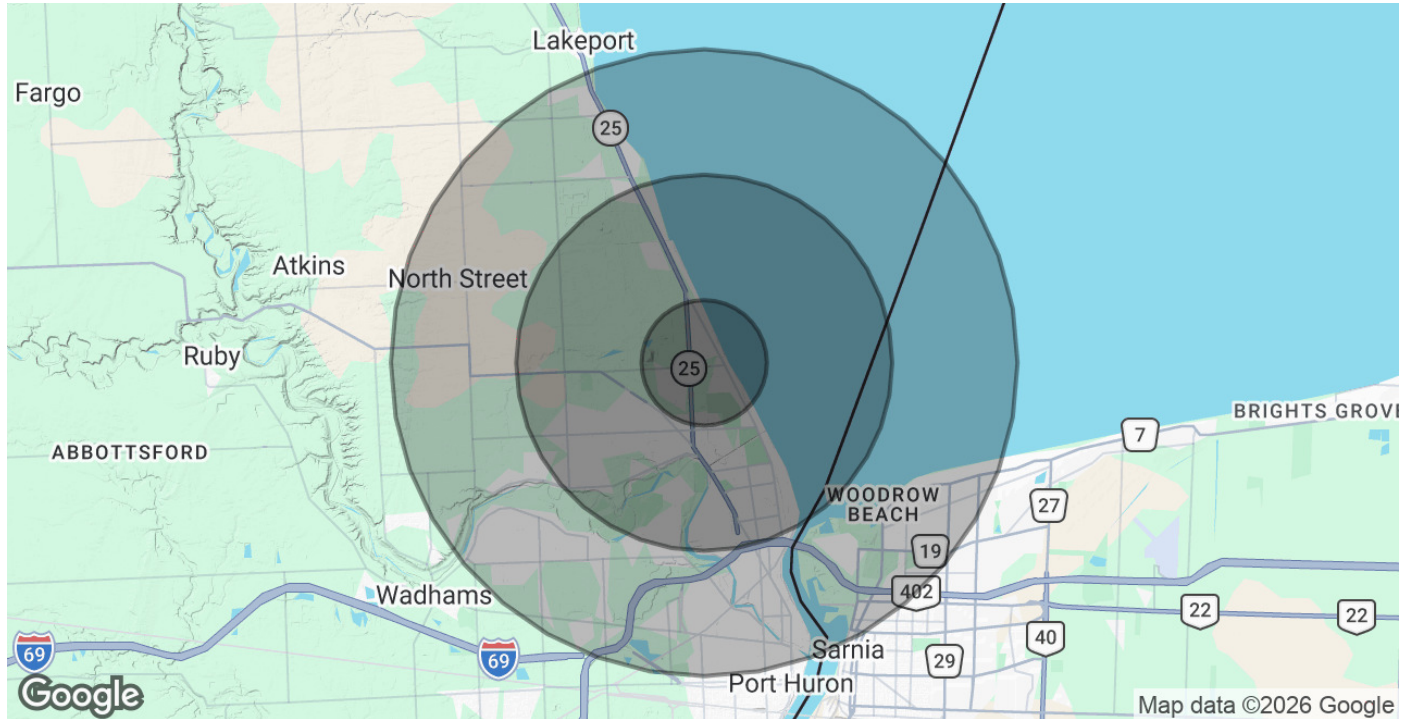 Lakeport
Fargo
25
Atkins
North Street
Ruby
25
BRIGHTS GROVE
7
ABBOTTSFORD
WOODROW
BEACH
27
19
Wadhams
402
22
22
69
69
40
Sarnia
29
Port Huron
Google
Map data ©2026 Google